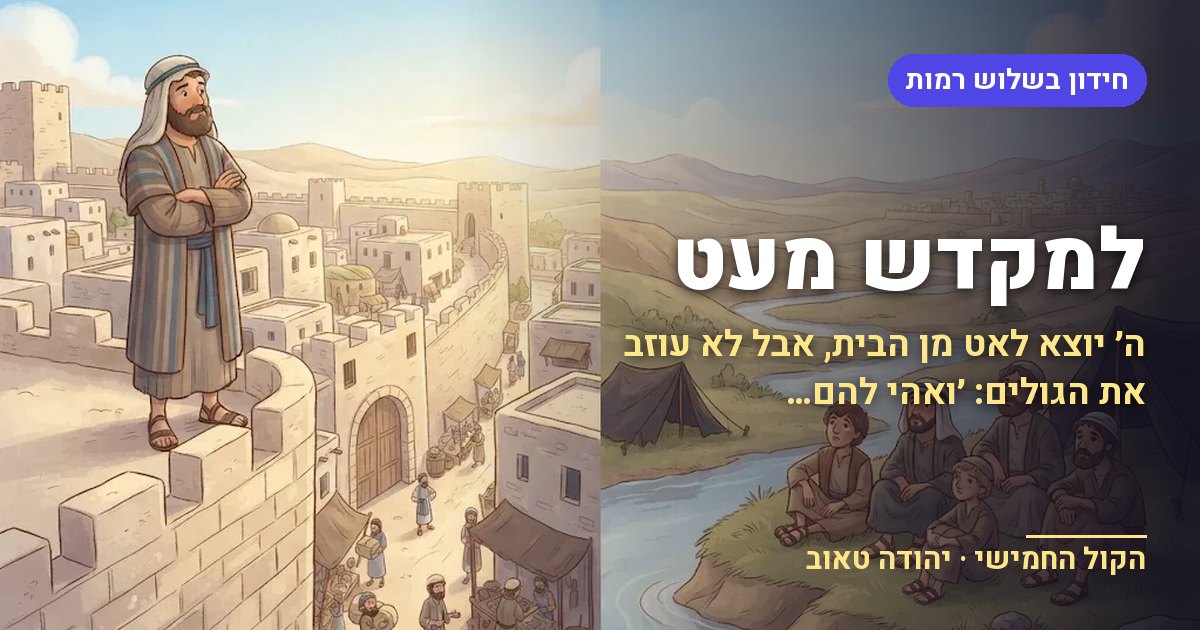 חידון בשלוש רמות
למקדש מעט
ה׳ יוצא לאט מן הבית, אבל לא עוזב
את הגולים: ׳ואהי להם...
הקול החמישי · יהודה טאוב